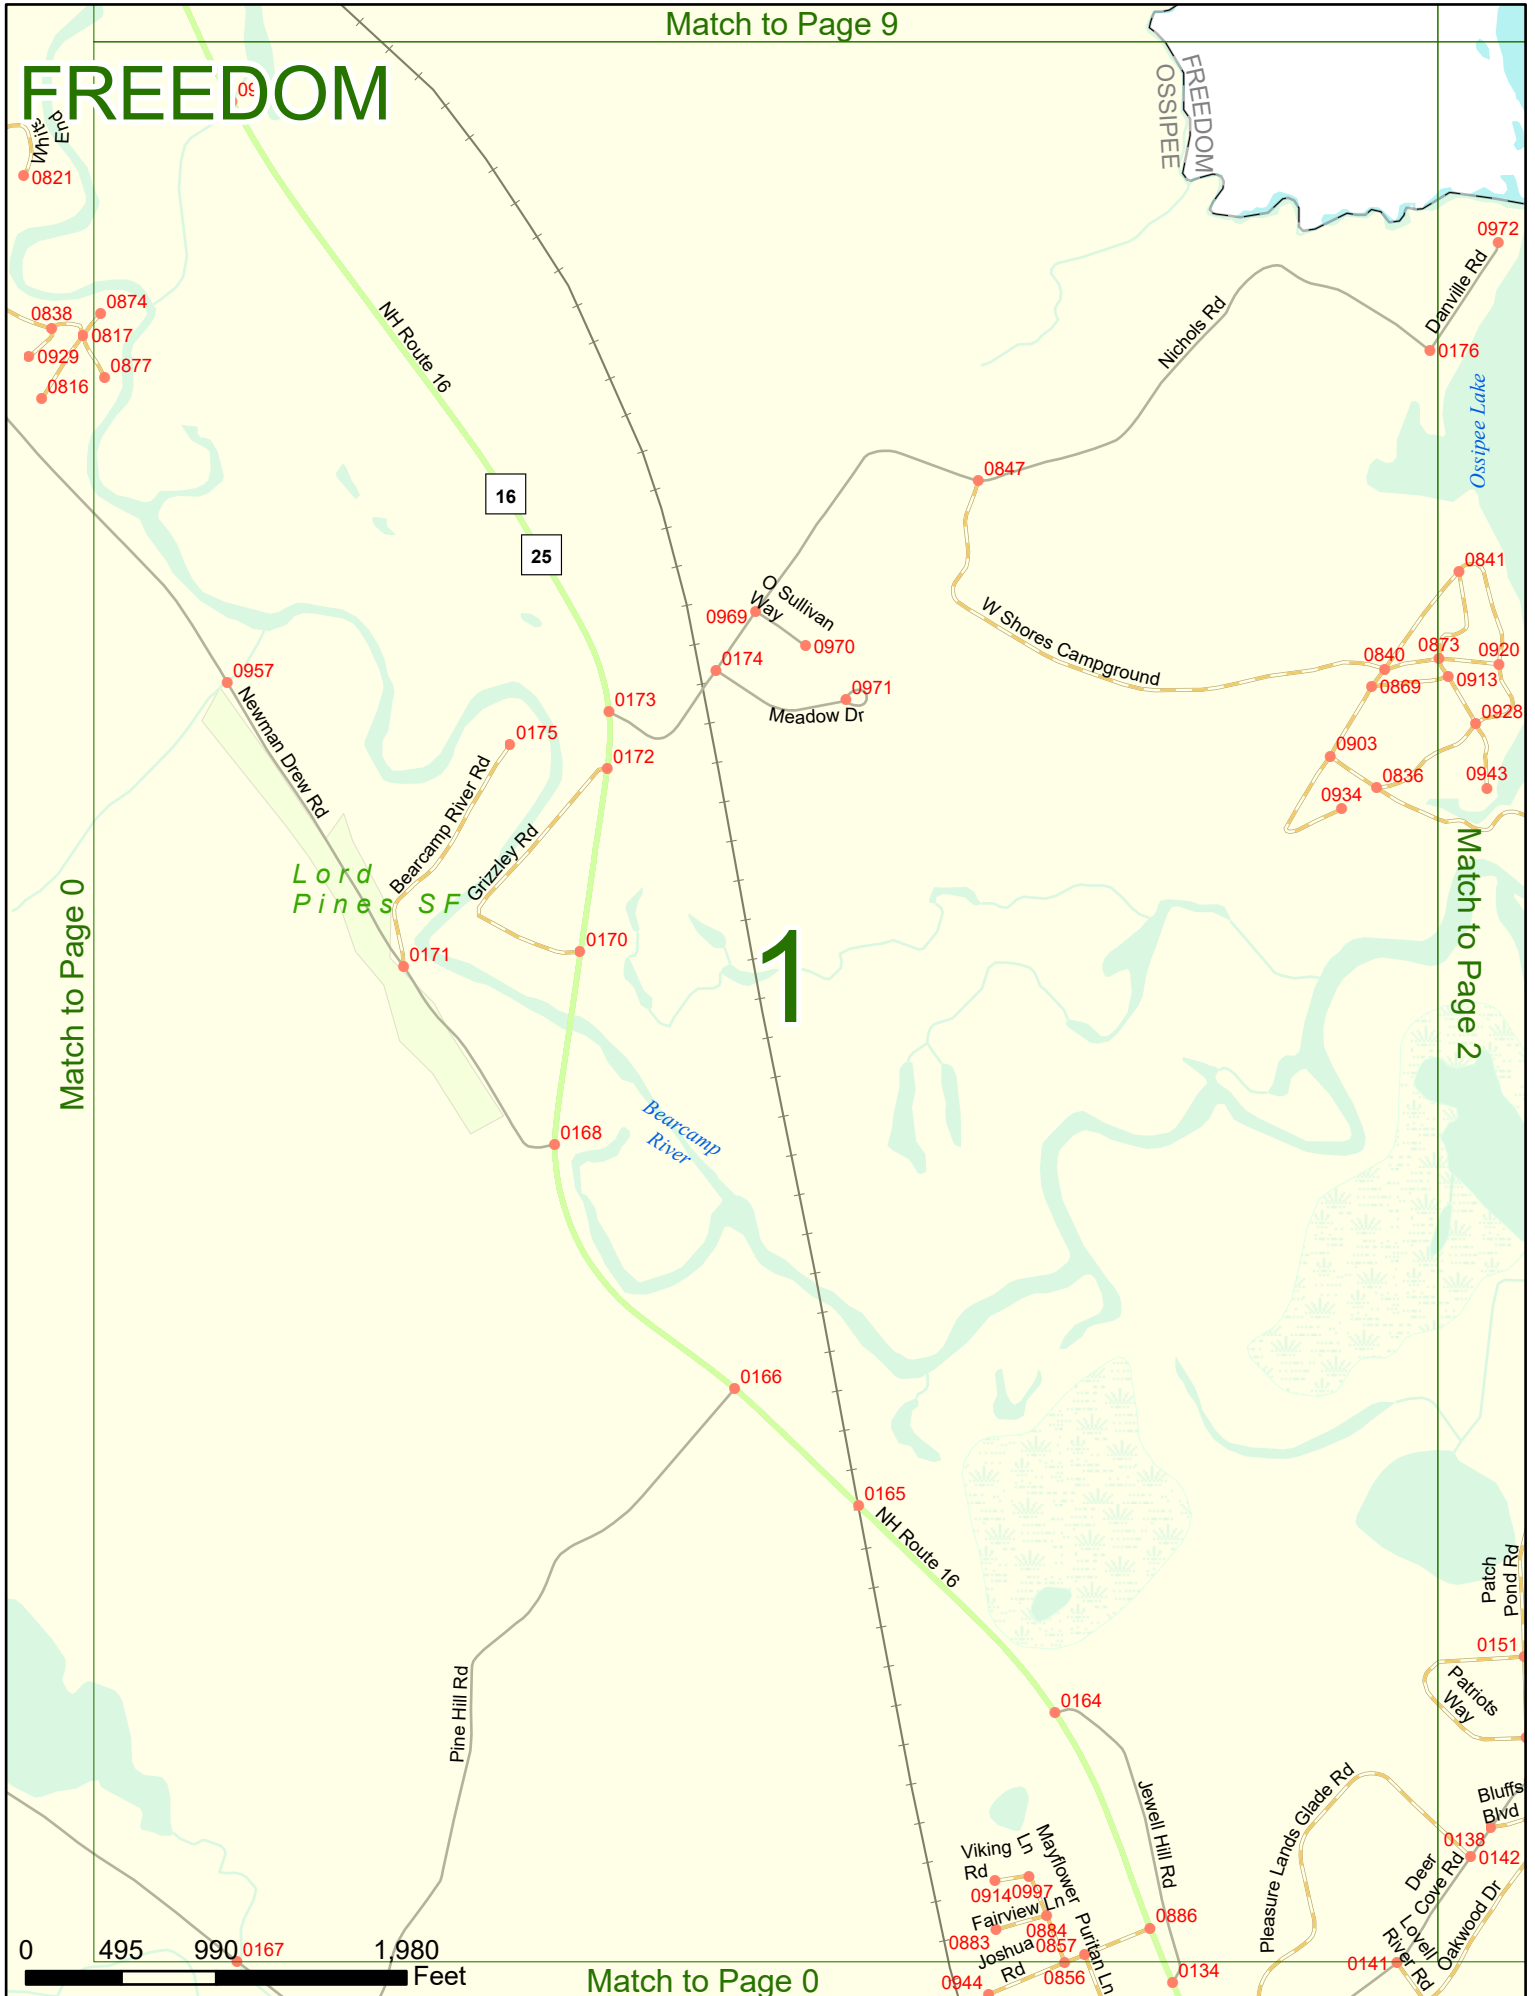 Match to Page 9
FREEDOM
09
FREEDOM
OSSIPEE
Whits
End
0821
0972
Danville Rd
0176
Nichols Rd
0874
0838
0817
0929
0877
0816
NH Route 16
Ossipee Lake
0847
16
25
0841
O Sullivan
Way
0969
0970
W Shores Campground
0873
0840
0920
0174
0913
0869
0957
0971
0173
Meadow Dr
0928
Newman Drew Rd
0175
0172
0903
0836
0943
0934
Bearcamp River Rd
Grizzley Rd
Lord
Pines SF
Match to Page 0
Match to Page 2
0170
0171
1
Bearcamp
River
0168
0166
0165
NH Route 16
Patch
Pond Rd
0151
Patriots
Way
Pine Hill Rd
0164
Jewell Hill Rd
Pleasure Lands Glade Rd
Bluffs
Blvd
0138
0142
Deer
Cove Rd
Viking
Rd
Mayflower
Ln
0914
0997
Fairview Ln
0884
0883
0886
Puritan Ln
Joshua
Rd
0857
0856
0944
0134
0141
Lovell
River Rd
Oakwood Dr
0167
0 495 990 1,980
Feet
Match to Page 0